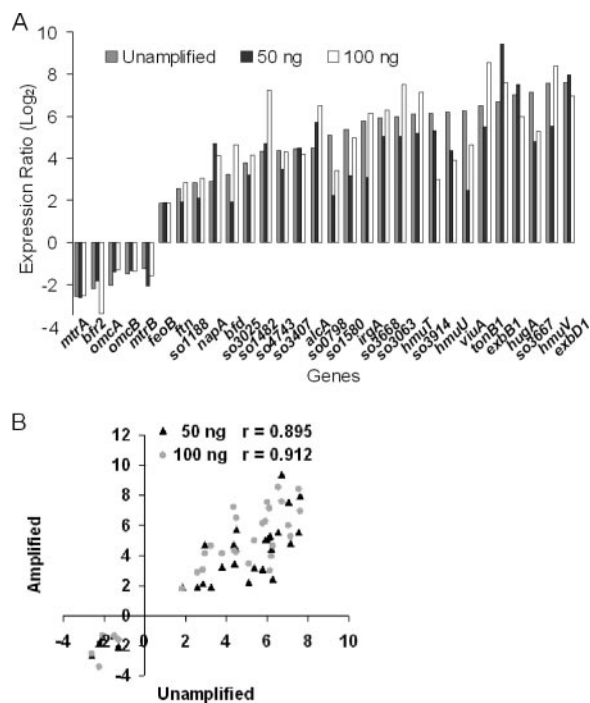 A
Unamplified 50 ng 100 ng
Expression Ratio (Log2)
10
8
6
4
2
0
-2
-4
mtrA bfr2 omcA omcB mtrB feoB ftn so1188 napA bfd so3025 so1482 so4743 so3407 alcA so0798 so1580 irgA so3668 so3063 hmuT so3914 hmuU viuA tonB1 exbB1 hugA so3667 hmuV exbD1
Genes
B
50 ng r = 0.895
100 ng r = 0.912
Amplified
12
10
8
6
4
2
0
-2
-4
-4 -2 0 2 4 6 8 10
Unamplified